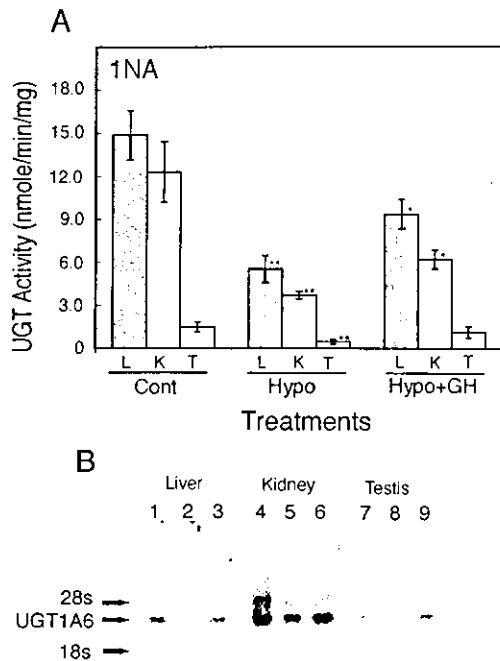 A
1NA
UGT Activity (nmole/min/mg)
18.0
15.0
12.0
9.0
6.0
3.0
0
** ** **
* *
L K T L K T L K T
Cont Hypo Hypo+GH
Treatments
B
Liver Kidney Testis
1 2 3 4 5 6 7 8 9
28s
UGT1A6
18s